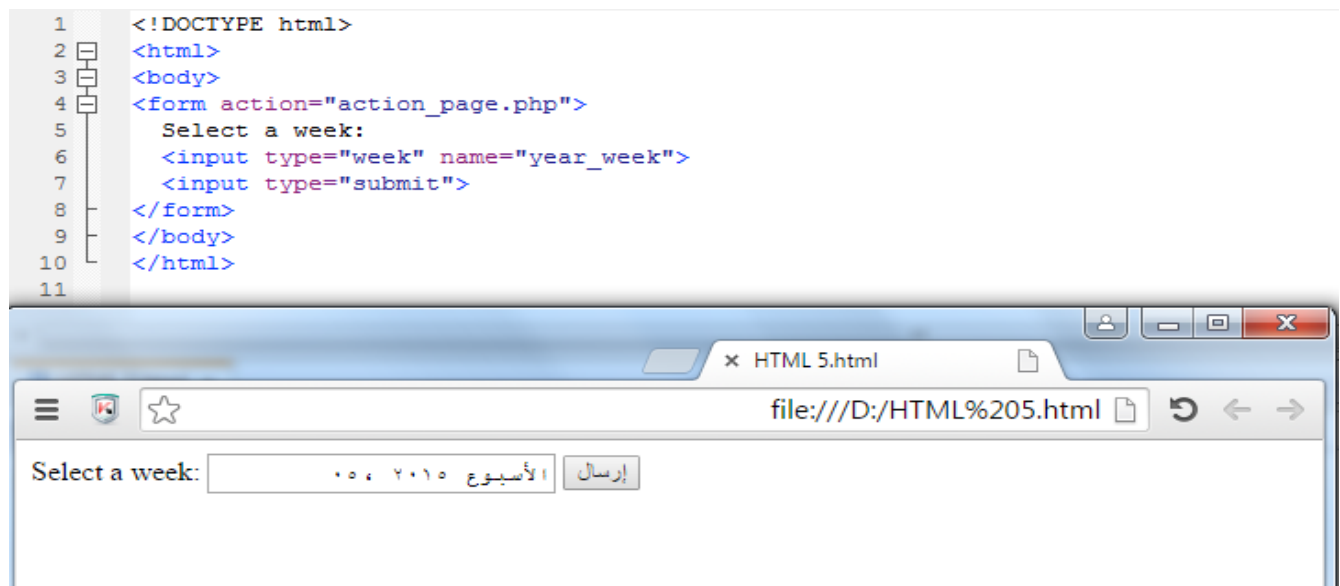 1 <!DOCTYPE html>
2 <html>
3 <body>
4 <form action="action_page.php">
5 Select a week:
6 <input type="week" name="year_week">
7 <input type="submit">
8 </form>
9 </body>
10 </html>
11
HTML 5.html
file:///D:/HTML%205.html
Select a week: الأسبوع ٢٠١٥ ،٠٥ إرسال